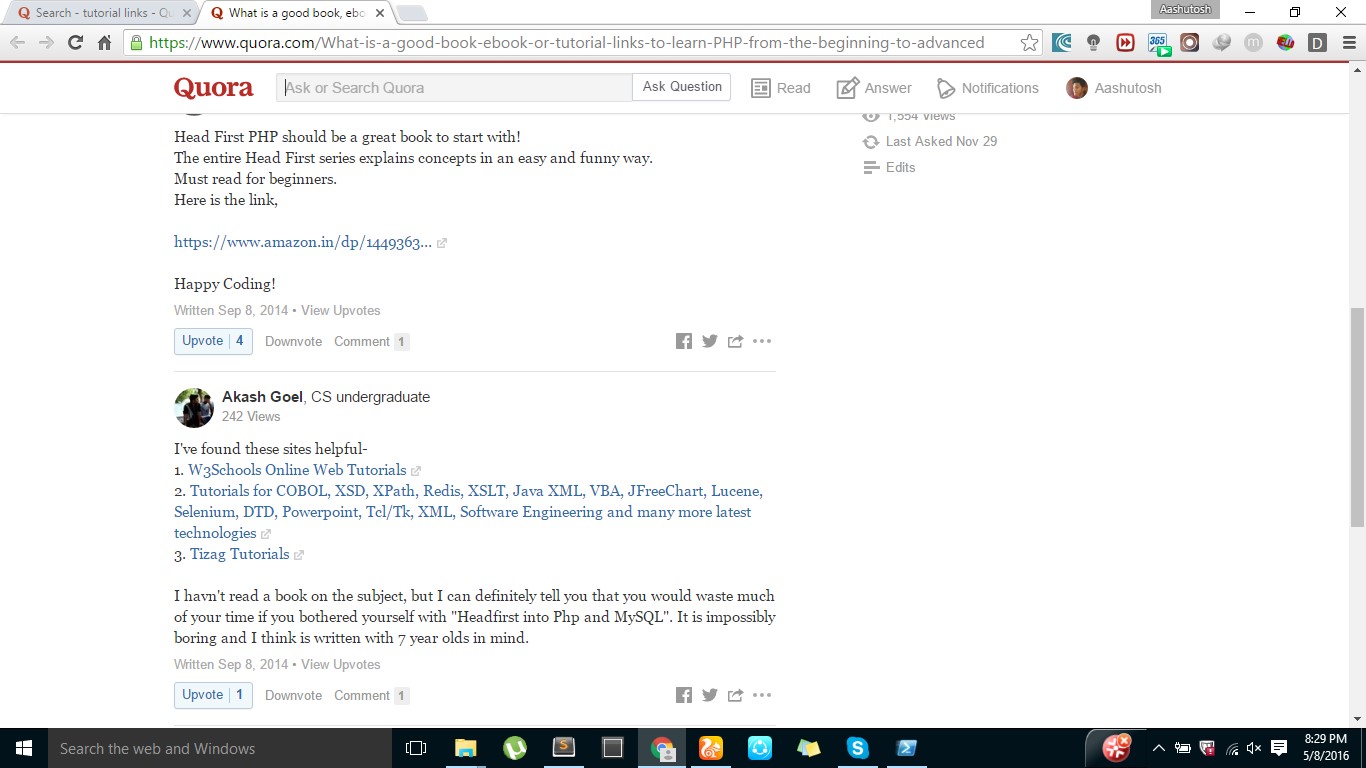 Search - tutorial links - Qu
What is a good book, ebo
Aashutosh
https://www.quora.com/What-is-a-good-book-ebook-or-tutorial-links-to-learn-PHP-from-the-beginning-to-advanced
365
m
D
Quora
Ask or Search Quora
Ask Question
Read
Answer
Notifications
Aashutosh
1,554 Views
Last Asked Nov 29
Edits
Head First PHP should be a great book to start with!
The entire Head First series explains concepts in an easy and funny way.
Must read for beginners.
Here is the link,
https://www.amazon.in/dp/1449363...
Happy Coding!
Written Sep 8, 2014 • View Upvotes
Upvote | 4 Downvote Comment 1
Akash Goel, CS undergraduate
242 Views
I've found these sites helpful-
1. W3Schools Online Web Tutorials
2. Tutorials for COBOL, XSD, XPath, Redis, XSLT, Java XML, VBA, JFreeChart, Lucene,
Selenium, DTD, Powerpoint, Tcl/Tk, XML, Software Engineering and many more latest
technologies
3. Tizag Tutorials
I havn't read a book on the subject, but I can definitely tell you that you would waste much
of your time if you bothered yourself with "Headfirst into Php and MySQL". It is impossibly
boring and I think is written with 7 year olds in mind.
Written Sep 8, 2014 • View Upvotes
Upvote | 1 Downvote Comment 1
Search the web and Windows
8:29 PM
5/8/2016